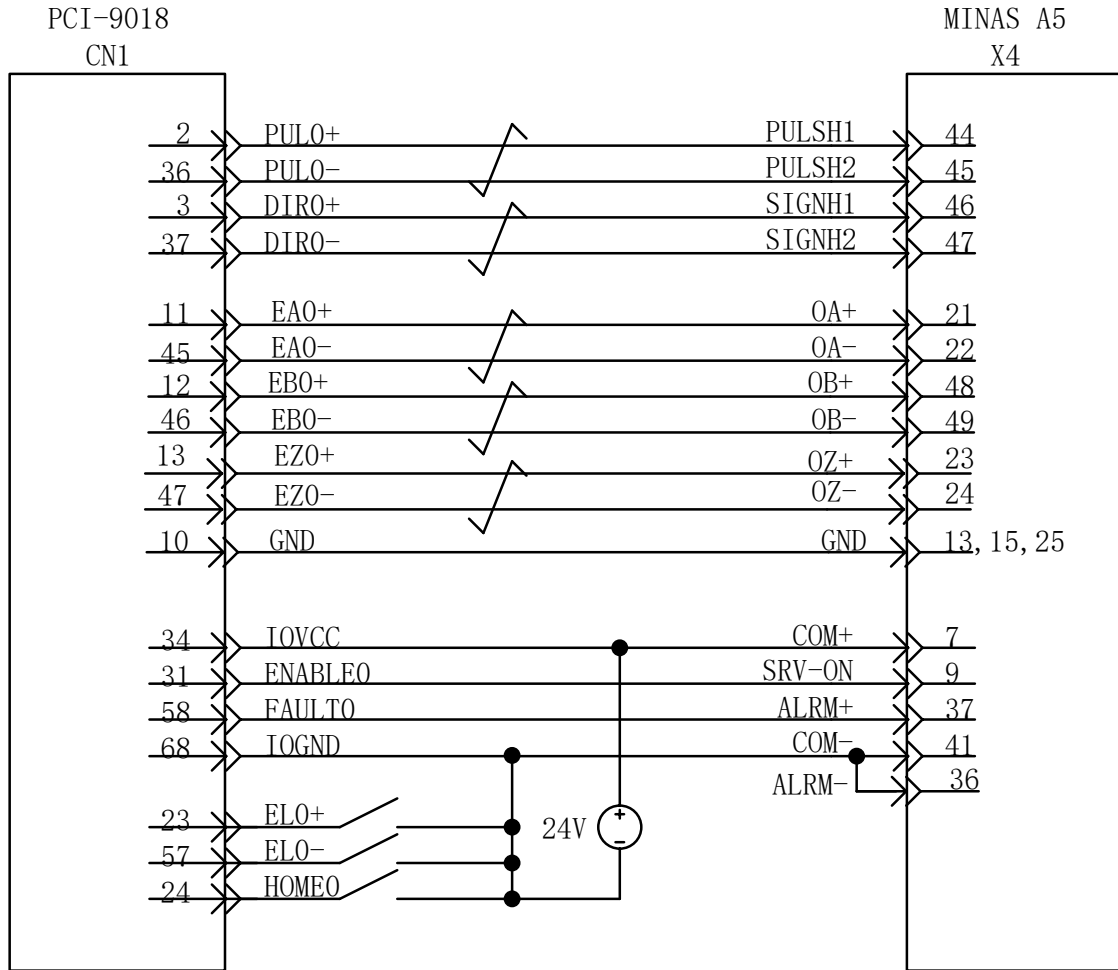 PCI-9018 MINAS A5
CN1 X4
2 PUL0+ PULSH1 44
36 PUL0- PULSH2 45
3 DIR0+ SIGNH1 46
37 DIR0- SIGNH2 47
11 EA0+ OA+ 21
45 EA0- OA- 22
12 EB0+ OB+ 48
46 EB0- OB- 49
13 EZ0+ OZ+ 23
47 EZ0- OZ- 24
10 GND GND 13,15,25
34 IOVCC COM+ 7
31 ENABLE0 SRV-ON 9
58 FAULT0 ALRM+ 37
68 IOGND COM- 41
ALRM- 36
23 EL0+ 24V + -
57 EL0-
24 HOME0